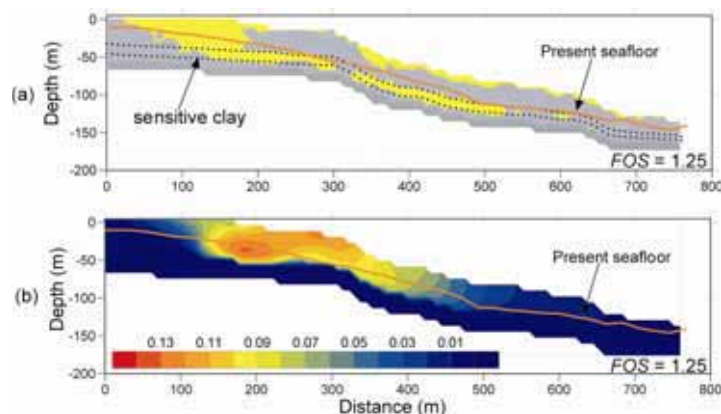 0
-50
-100
-150
-200
Depth (m)
(a)
sensitive clay
Present seafloor
FOS = 1.25
0 100 200 300 400 500 600 700 800
0
-50
-100
-150
-200
Depth (m)
(b)
Present seafloor
0.13 0.11 0.09 0.07 0.05 0.03 0.01
FOS = 1.25
0 100 200 300 400 500 600 700 800
Distance (m)